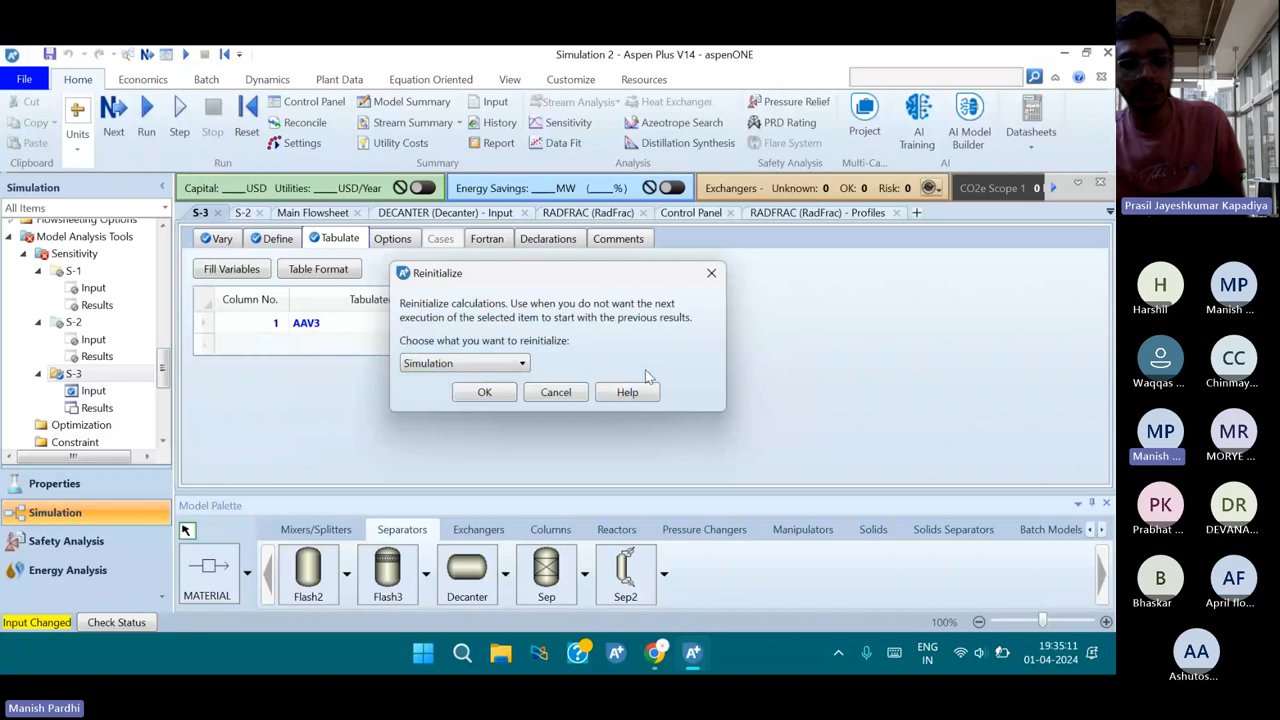 Simulation 2 - Aspen Plus V14 - aspenONE
File Home Economics Batch Dynamics Plant Data Equation Oriented View Customize Resources
Cut Copy Paste Clipboard
Units
Next Run Step Stop Reset
Run
Control Panel Model Summary Input Stream Analysis Heat Exchanger Pressure Relief
Reconcile Stream Summary History Sensitivity Azeotrope Search PRD Rating
Settings Utility Costs Report Data Fit Distillation Synthesis Flare System
Summary Analysis Safety Analysis
Project
Multi-Ca...
AI Training
AI Model Builder
AI
Datasheets
Simulation
Capital: ____USD Utilities: ____USD/Year
Energy Savings: ____MW (____%)
Exchangers - Unknown: 0 OK: 0 Risk: 0
CO2e Scope 1 0
All Items
S-3 S-2 Main Flowsheet DECANTER (Decanter) - Input RADFRAC (RadFrac) Control Panel RADFRAC (RadFrac) - Profiles +
Flowsheeting Options
Model Analysis Tools
Sensitivity
S-1
Input
Results
S-2
Input
Results
S-3
Input
Results
Optimization
Constraint
Vary Define Tabulate Options Cases Fortran Declarations Comments
Fill Variables Table Format
Column No. Tabulate
1 AAV3
Reinitialize
Reinitialize calculations. Use when you do not want the next
execution of the selected item to start with the previous results.
Choose what you want to reinitialize:
Simulation
OK Cancel Help
Properties
Simulation
Safety Analysis
Energy Analysis
Model Palette
Mixers/Splitters Separators Exchangers Columns Reactors Pressure Changers Manipulators Solids Solids Separators Batch Models
MATERIAL Flash2 Flash3 Decanter Sep Sep2
Input Changed Check Status 100%
ENG
IN
19:35:11
01-04-2024
Manish Pardhi
Prasil Jayeshkumar Kapadiya
H MP
Harshil Manish ...
CC
Waqqas ... Chinmay...
MP MR
Manish ... MORYE ...
PK DR
Prabhat ... DEVANA...
B AF
Bhaskar April flo...
AA
Ashutos...